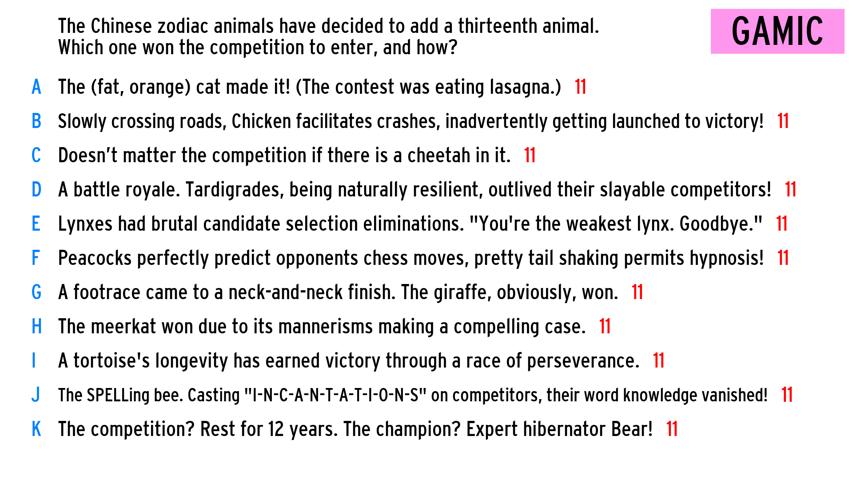 The Chinese zodiac animals have decided to add a thirteenth animal.
Which one won the competition to enter, and how?
GAMIC
A The (fat, orange) cat made it! (The contest was eating lasagna.) 11
B Slowly crossing roads, Chicken facilitates crashes, inadvertently getting launched to victory! 11
C Doesn't matter the competition if there is a cheetah in it. 11
D A battle royale. Tardigrades, being naturally resilient, outlived their slayable competitors! 11
E Lynxes had brutal candidate selection eliminations. "You're the weakest lynx. Goodbye." 11
F Peacocks perfectly predict opponents chess moves, pretty tail shaking permits hypnosis! 11
G A footrace came to a neck-and-neck finish. The giraffe, obviously, won. 11
H The meerkat won due to its mannerisms making a compelling case. 11
I A tortoise's longevity has earned victory through a race of perseverance. 11
J The SPELLing bee. Casting "I-N-C-A-N-T-A-T-I-O-N-S" on competitors, their word knowledge vanished! 11
K The competition? Rest for 12 years. The champion? Expert hibernator Bear! 11